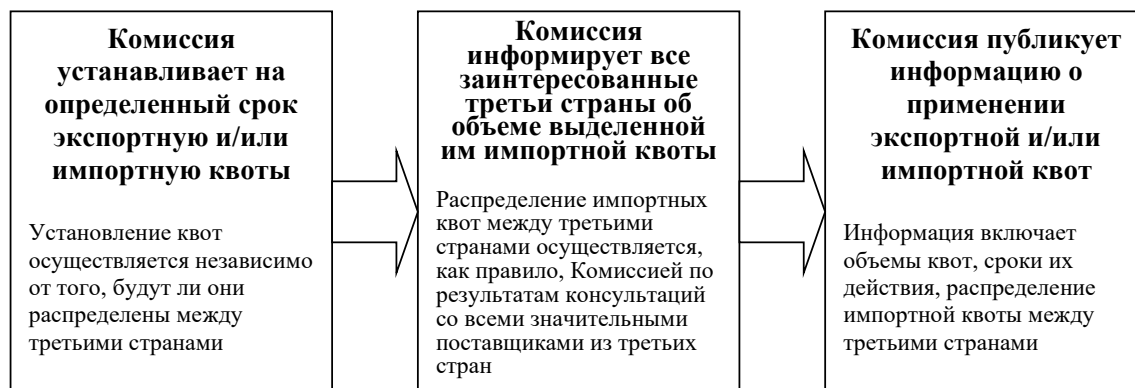 Комиссия
устанавливает на
определенный срок
экспортную и/или
импортную квоты
Установление квот
осуществляется независимо
от того, будут ли они
распределены между
третьими странами
Комиссия
информирует все
заинтересованные
третьи страны об
объеме выделенной
им импортной квоты
Распределение импортных
квот между третьими
странами осуществляется,
как правило, Комиссией по
результатам консультаций
со всеми значительными
поставщиками из третьих
стран
Комиссия публикует
информацию о
применении
экспортной и/или
импортной квот
Информация включает
объемы квот, сроки их
действия, распределение
импортной квоты между
третьими странами